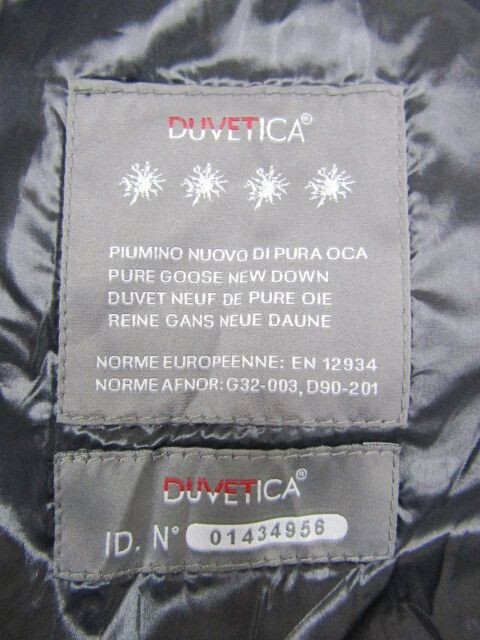 DUVETICA®
PIUMINO NUOVO DI PURA OCA
PURE GOOSE NEW DOWN
DUVET NEUF DE PURE OIE
REINE GANS NEUE DAUNE
NORME EUROPEENNE: EN 12934
NORME AFNOR: G32-003, D90-201
DUVETICA®
ID. N° 01434956